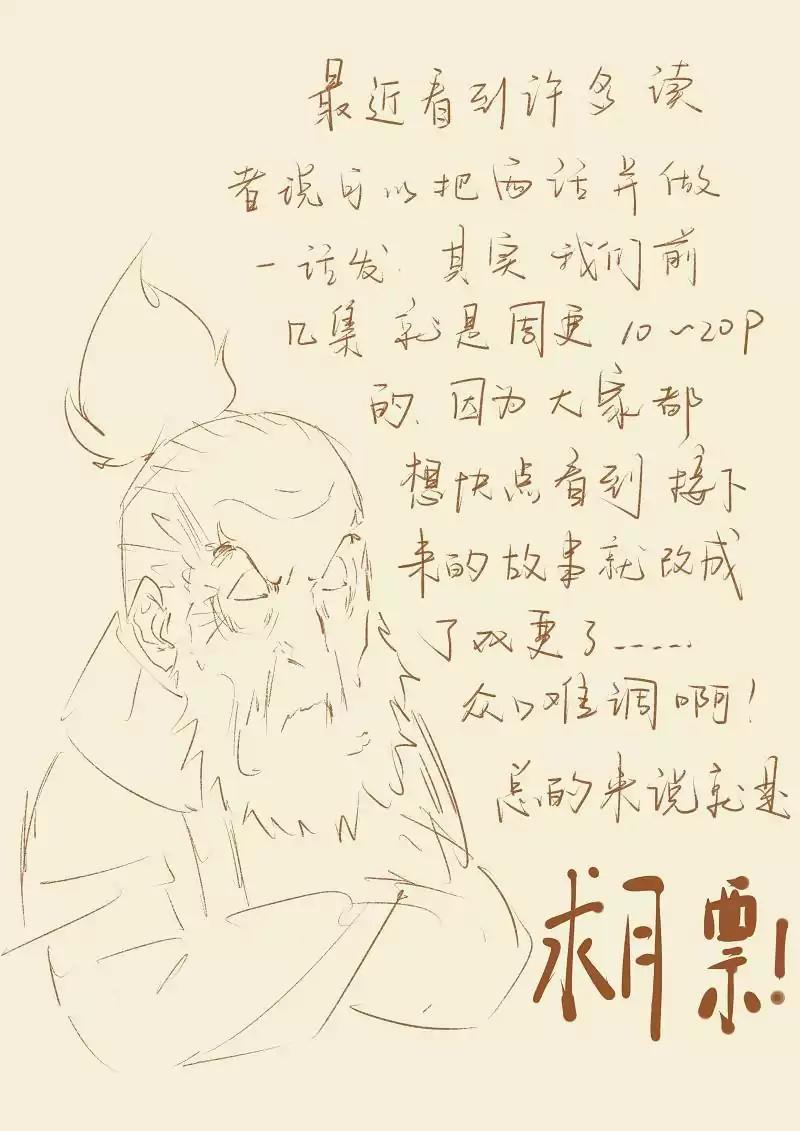 最近看到许多读
者说可以把两话并做
一话发.其实我们前
几集就是周更10~20P
的.因为大家都
想快点看到接下
来的故事就改成
了双更了......
众口难调啊!
总的来说就是
求月票!